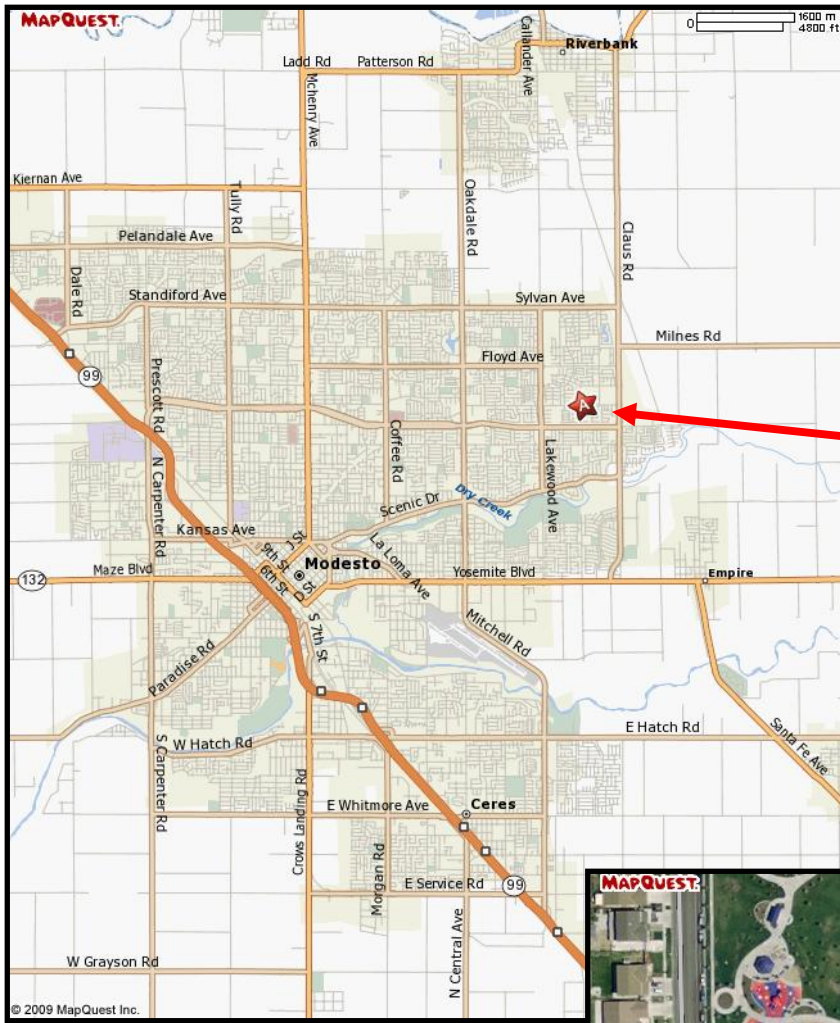 MAPQUEST.
0 1600 m
4800 ft
Riverbank
Callander Ave
Ladd Rd
Patterson Rd
Mchenry Ave
Kiernan Ave
Tully Rd
Oakdale Rd
Claus Rd
Pelandale Ave
Dale Rd
Standiford Ave
Sylvan Ave
Milnes Rd
Floyd Ave
99
Prescott Rd
A
Coffee Rd
Lakewood Ave
N Carpenter Rd
Scenic Dr
Dry Creek
Kansas Ave
J St
9th St
6th St
D St
Modesto
La Loma Ave
132
Maze Blvd
Yosemite Blvd
Empire
S 7th St
Mitchell Rd
Paradise Rd
E Hatch Rd
Santa Fe Ave
W Hatch Rd
S Carpenter Rd
Crows Landing Rd
E Whitmore Ave
Ceres
Morgan Rd
E Service Rd
99
MAPQUEST.
N Central Ave
W Grayson Rd
© 2009 MapQuest Inc.